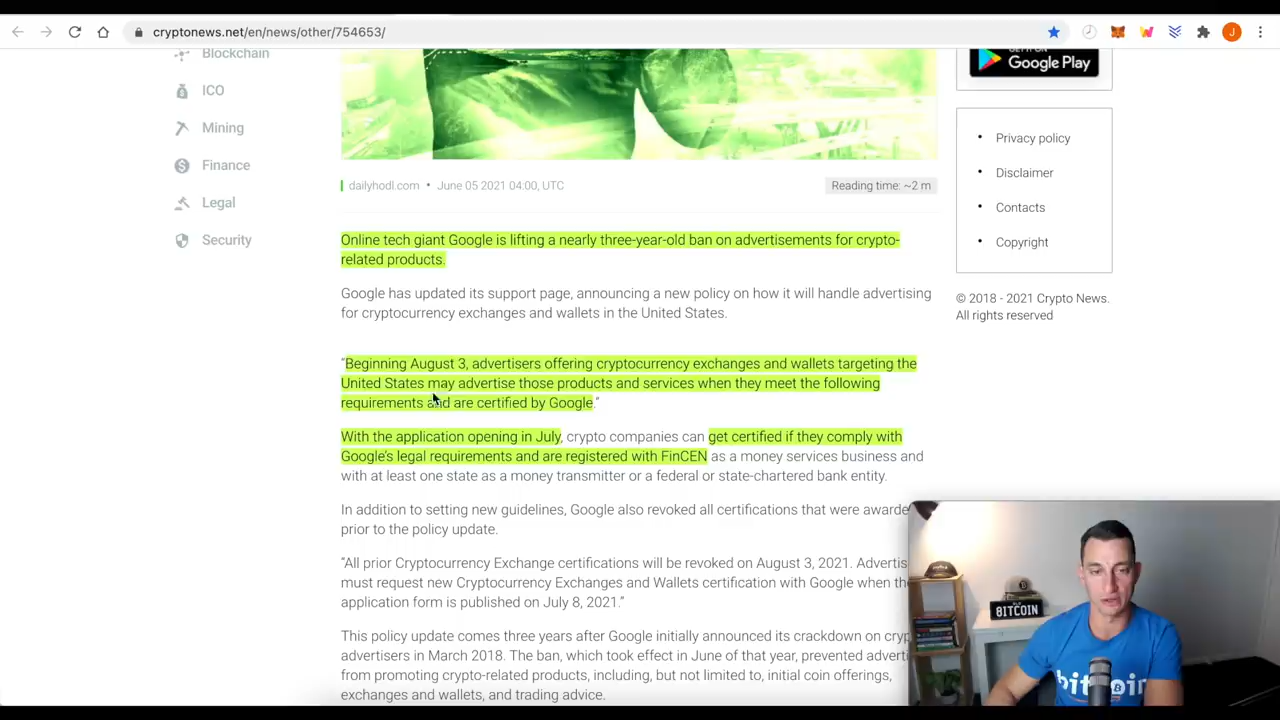 cryptonews.net/en/news/other/754653/
J
Blockchain
ICO
Mining
Finance
Legal
Security
Google Play
Privacy policy
Disclaimer
Contacts
Copyright
© 2018 - 2021 Crypto News.
All rights reserved
dailyhodl.com • June 05 2021 04:00, UTC
Reading time: ~2 m
Online tech giant Google is lifting a nearly three-year-old ban on advertisements for crypto-
related products.
Google has updated its support page, announcing a new policy on how it will handle advertising
for cryptocurrency exchanges and wallets in the United States.
“Beginning August 3, advertisers offering cryptocurrency exchanges and wallets targeting the
United States may advertise those products and services when they meet the following
requirements and are certified by Google.”
With the application opening in July, crypto companies can get certified if they comply with
Google’s legal requirements and are registered with FinCEN as a money services business and
with at least one state as a money transmitter or a federal or state-chartered bank entity.
In addition to setting new guidelines, Google also revoked all certifications that were awarde
prior to the policy update.
“All prior Cryptocurrency Exchange certifications will be revoked on August 3, 2021. Advertis
must request new Cryptocurrency Exchanges and Wallets certification with Google when the
application form is published on July 8, 2021.”
This policy update comes three years after Google initially announced its crackdown on cryp
advertisers in March 2018. The ban, which took effect in June of that year, prevented adverti
from promoting crypto-related products, including, but not limited to, initial coin offerings,
exchanges and wallets, and trading advice.
BITCOIN
bitcoin